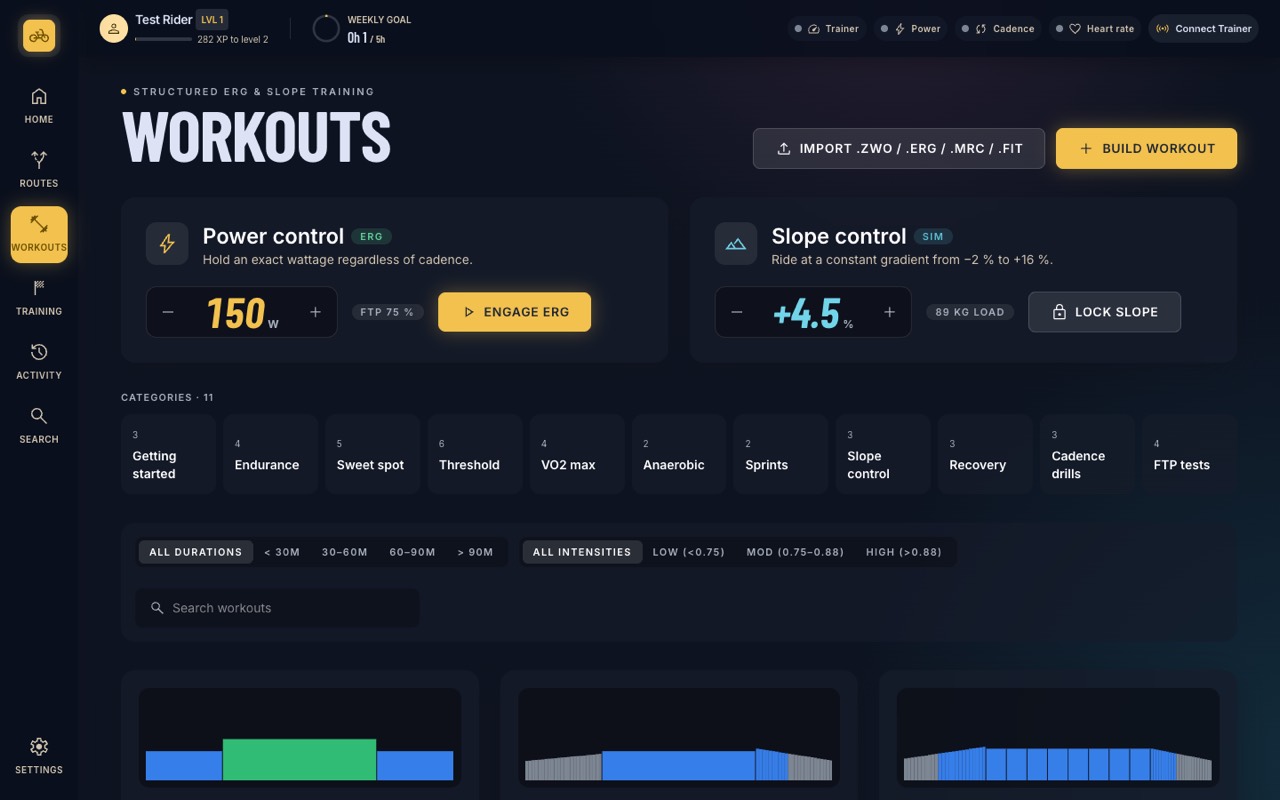 Test Rider LVL 1
282 XP to level 2
WEEKLY GOAL
0h 1 / 5h
Trainer
Power
Cadence
Heart rate
Connect Trainer
HOME
ROUTES
WORKOUTS
TRAINING
ACTIVITY
SEARCH
SETTINGS
STRUCTURED ERG & SLOPE TRAINING
WORKOUTS
IMPORT .ZWO / .ERG / .MRC / .FIT
+ BUILD WORKOUT
Power control ERG
Hold an exact wattage regardless of cadence.
− 150 W +
FTP 75 %
ENGAGE ERG
Slope control SIM
Ride at a constant gradient from −2 % to +16 %.
− +4.5 % +
89 KG LOAD
LOCK SLOPE
CATEGORIES · 11
3
Getting
started
4
Endurance
5
Sweet spot
6
Threshold
4
VO2 max
2
Anaerobic
2
Sprints
3
Slope
control
3
Recovery
3
Cadence
drills
4
FTP tests
ALL DURATIONS < 30M 30–60M 60–90M > 90M
ALL INTENSITIES LOW (<0.75) MOD (0.75–0.88) HIGH (>0.88)
Search workouts